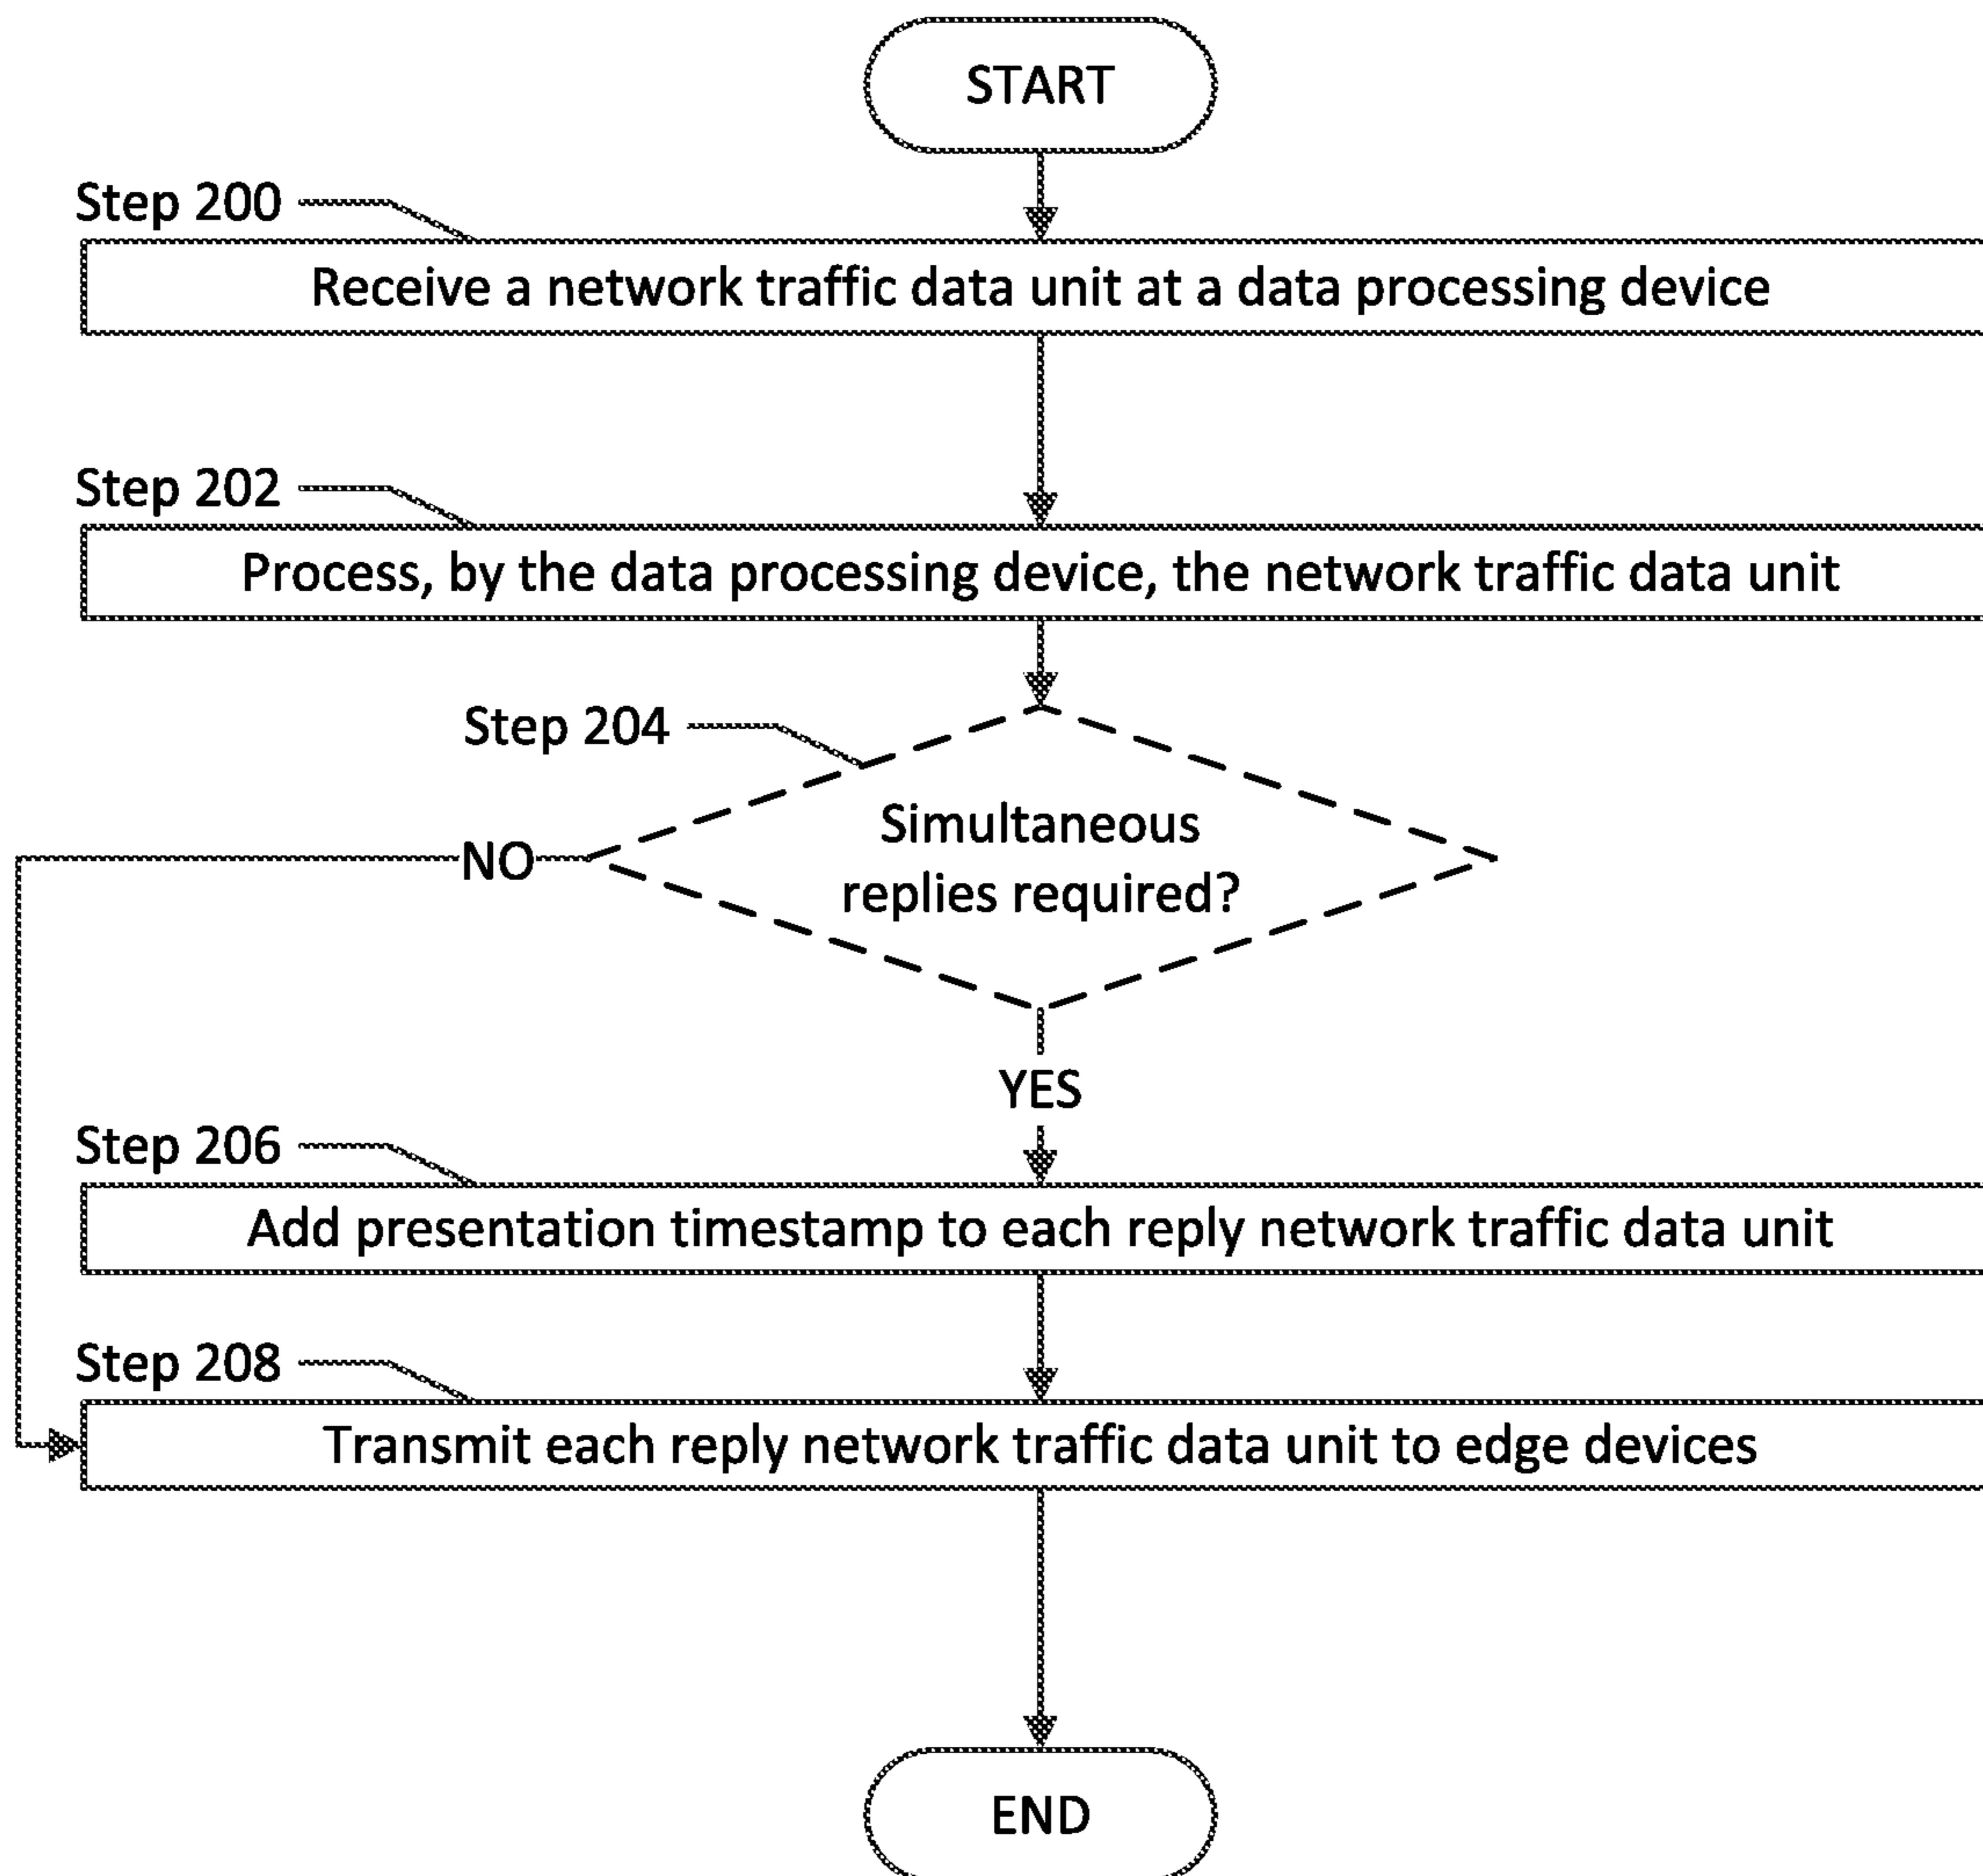 START
Step 200
Receive a network traffic data unit at a data processing device
Step 202
Process, by the data processing device, the network traffic data unit
Step 204
Simultaneous
replies required?
NO
YES
Step 206
Add presentation timestamp to each reply network traffic data unit
Step 208
Transmit each reply network traffic data unit to edge devices
END